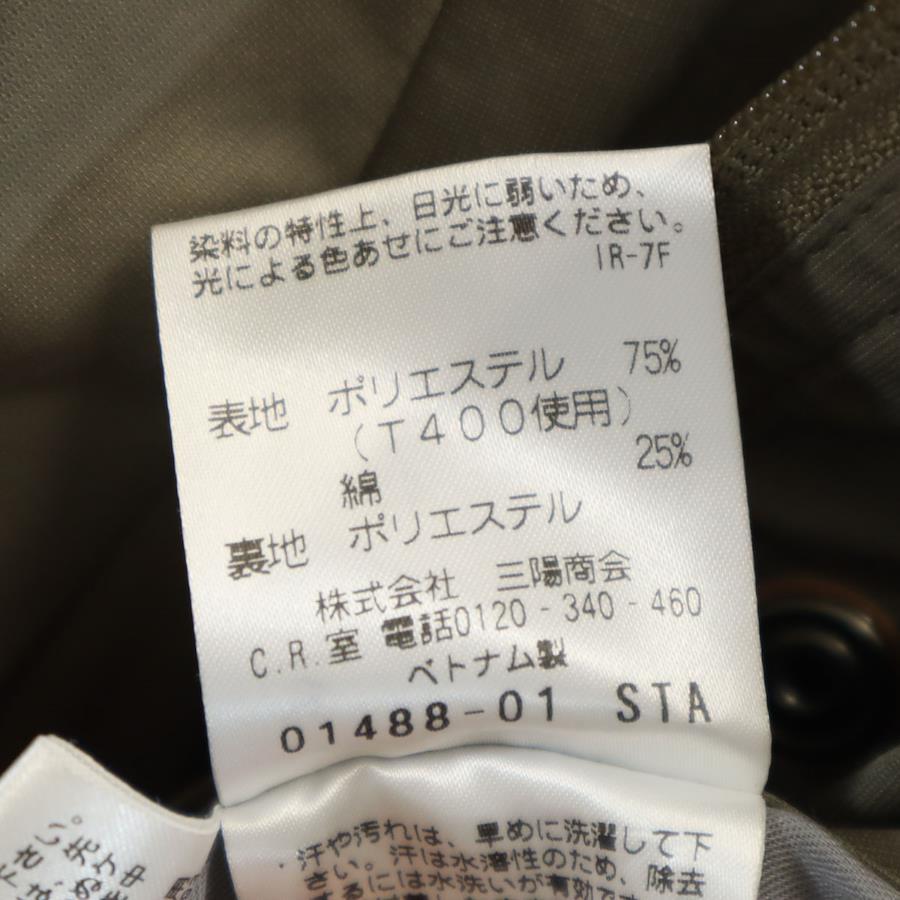 染料の特性上、日光に弱いため、
光による色あせにご注意ください。
IR-7F
表地 ポリエステル 75%
(T400使用)
綿 25%
裏地 ポリエステル
株式会社 三陽商会
C.R.室 電話0120-340-460
ベトナム製
01488-01 STA
・汗や汚れは、早めに洗濯して下
さい。汗は水溶性のため、除去
するには水洗いが有効です
さい。